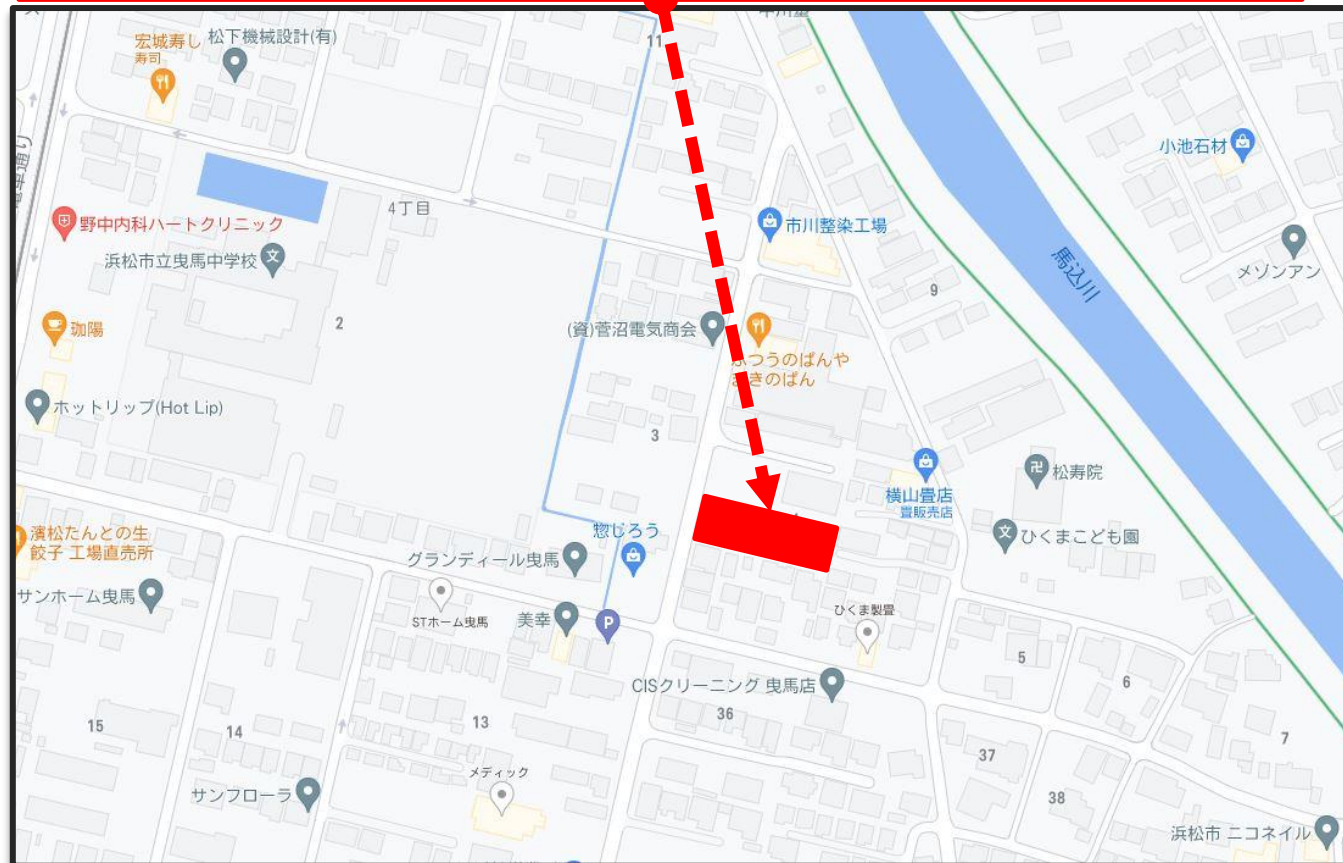 11
宏城寿し
寿司
松下機械設計(有)
小池石材
4丁目
野中内科ハートクリニック
市川整染工場
浜松市立曳馬中学校
馬込川
メゾンアン
9
2
珈陽
(資)菅沼電気商会
ふつうのぱんや
まきのぱん
ホットリップ(Hot Lip)
3
横山畳店
畳販売店
松寿院
濱松たんとの生
餃子 工場直売所
惣じろう
ひくまこども園
グランディール曳馬
サンホーム曳馬
STホーム曳馬
美幸
P
ひくま製畳
5
CISクリーニング 曳馬店
6
36
15
14
13
7
37
メディック
サンフローラ
38
浜松市 ニコネイル